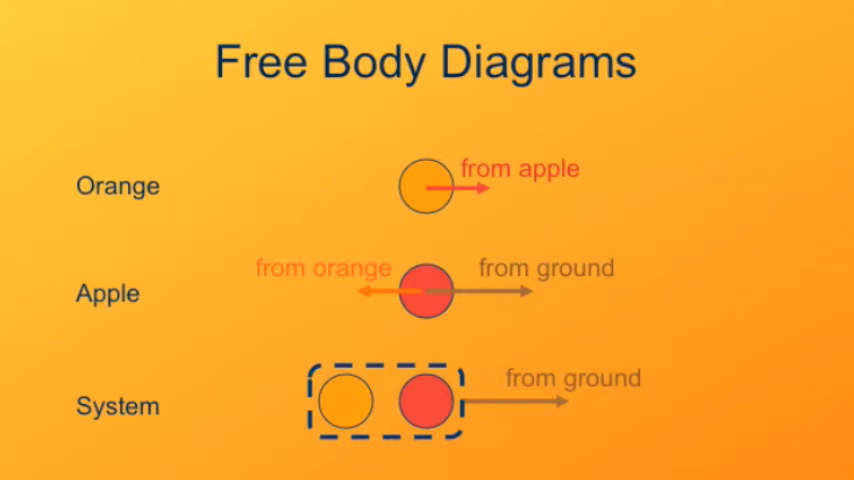 Free Body Diagrams
Orange
from apple
Apple
from orange
from ground
System
from ground